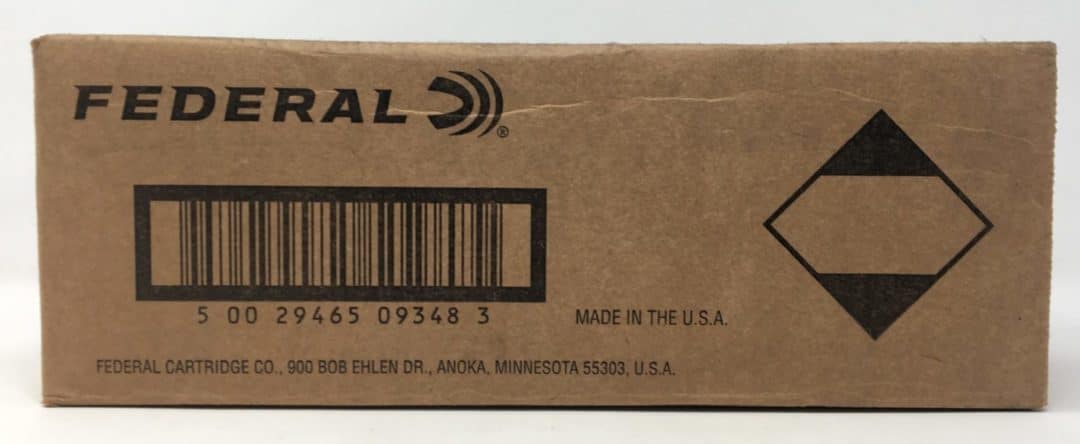 FEDERAL ®
5 00 29465 09348 3
MADE IN THE U.S.A.
FEDERAL CARTRIDGE CO., 900 BOB EHLEN DR., ANOKA, MINNESOTA 55303, U.S.A.